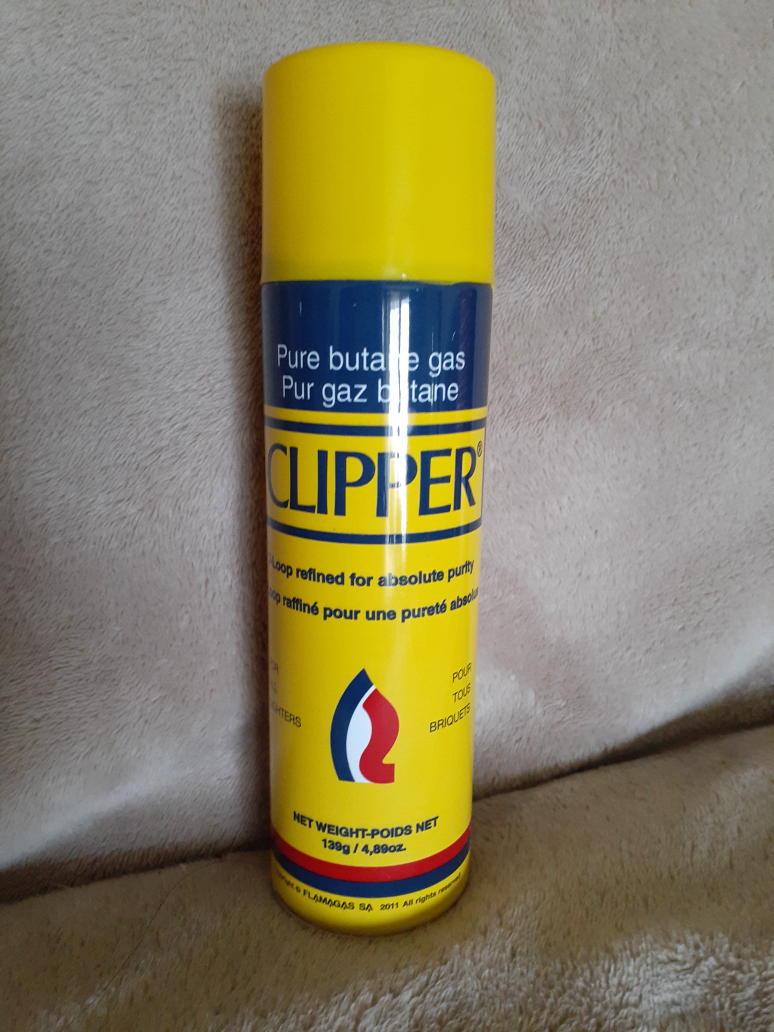 Pure butane gas
Pur gaz butane
CLIPPER®
Loop refined for absolute purity
raffiné pour une pureté
POUR
TOUS
BRIQUETS
NET WEIGHT-POIDS NET
139g / 4,89oz.
© FLAMAGAS SA 2011 All rights reserved